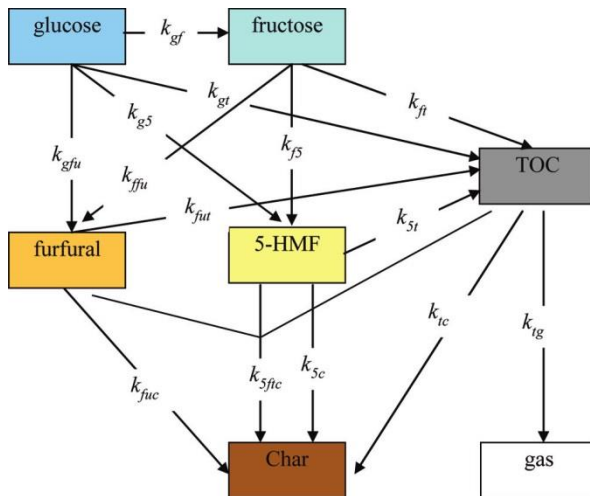 glucose
k_gf
fructose
k_gt
k_ft
k_g5
k_gfu
k_ffu
k_f5
TOC
k_fut
k_5t
furfural
5-HMF
k_tc
k_tg
k_fuc
k_5ftc
k_5c
Char
gas